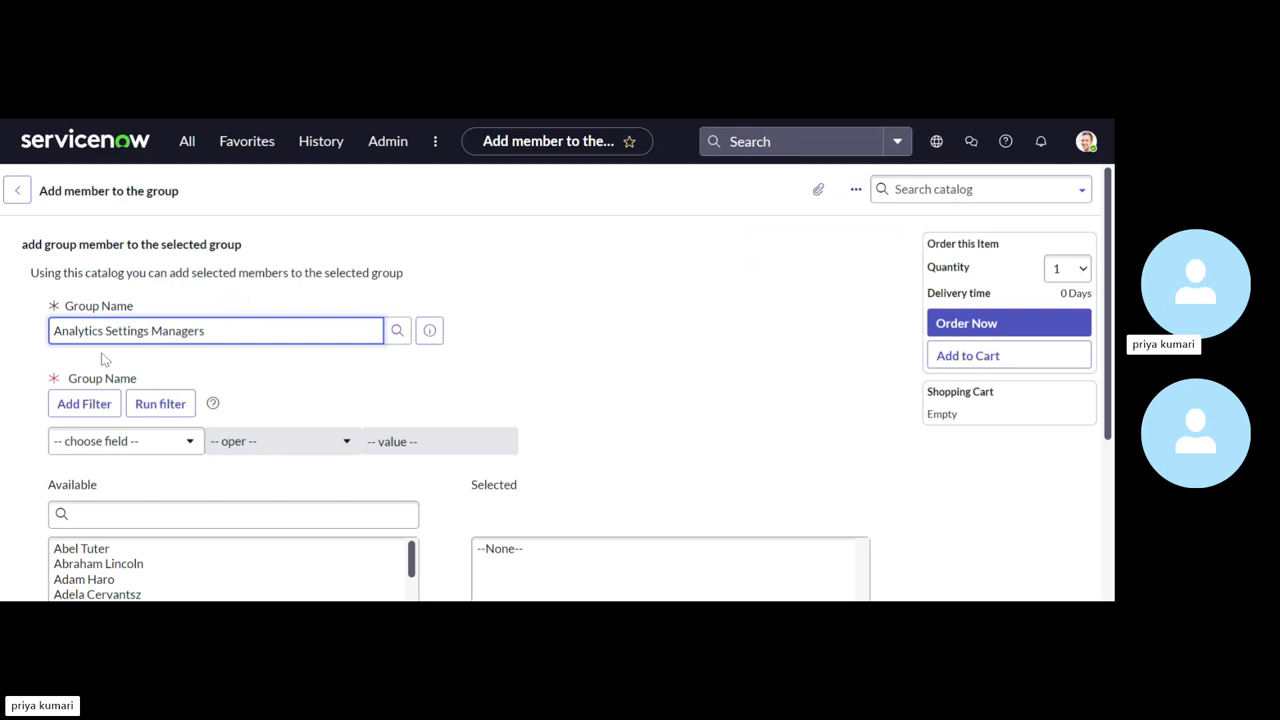 servicenow All Favorites History Admin Add member to the... Search
Add member to the group Search catalog
add group member to the selected group
Using this catalog you can add selected members to the selected group
* Group Name
Analytics Settings Managers
* Group Name
Add Filter Run filter
-- choose field -- -- oper -- -- value --
Available Selected
Abel Tuter
Abraham Lincoln
Adam Haro
Adela Cervantsz
--None--
Order this Item
Quantity 1
Delivery time 0 Days
Order Now
Add to Cart
Shopping Cart
Empty
priya kumari
priya kumari